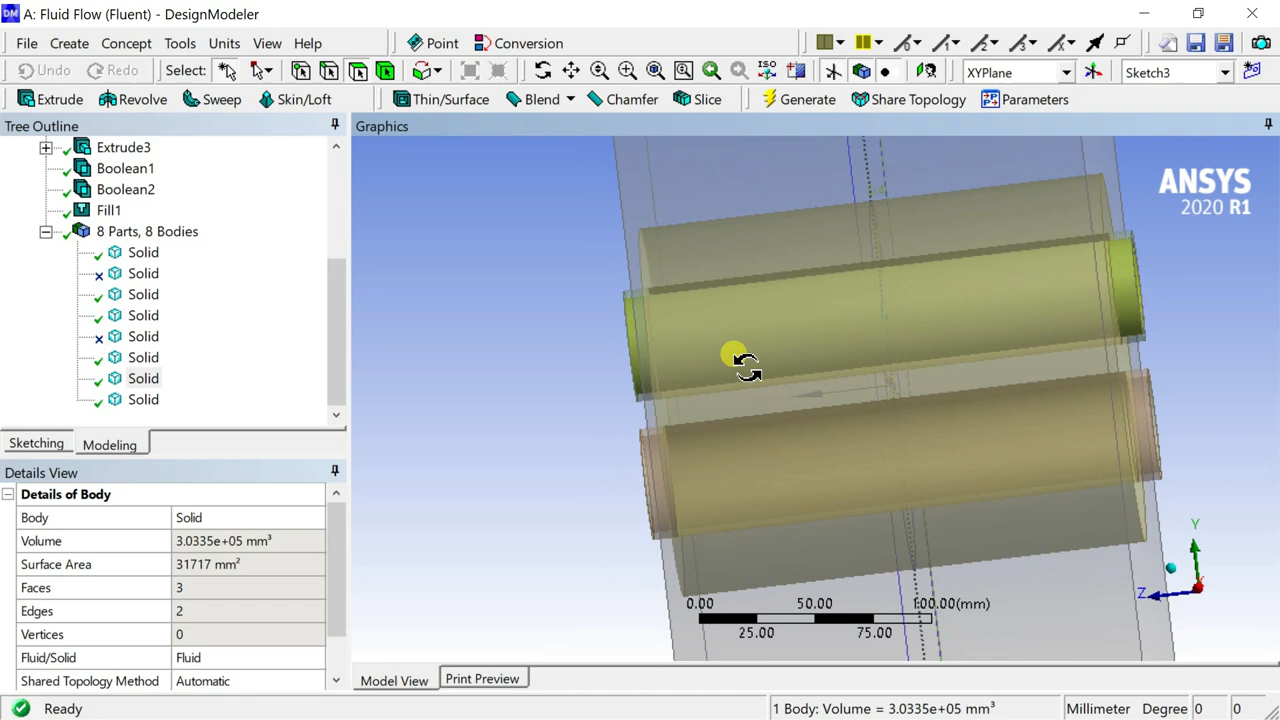 DM A: Fluid Flow (Fluent) - DesignModeler
File Create Concept Tools Units View Help Point Conversion
Undo Redo Select: XYPlane Sketch3
Extrude Revolve Sweep Skin/Loft Thin/Surface Blend Chamfer Slice Generate Share Topology Parameters
Tree Outline
Graphics
Extrude3
Boolean1
Boolean2
Fill1
8 Parts, 8 Bodies
Solid
Solid
Solid
Solid
Solid
Solid
Solid
Solid
Sketching Modeling
Details View
Details of Body
Body Solid
Volume 3.0335e+05 mm³
Surface Area 31717 mm²
Faces 3
Edges 2
Vertices 0
Fluid/Solid Fluid
Shared Topology Method Automatic
ANSYS
2020 R1
Y
Z
0.00 50.00 100.00(mm)
25.00 75.00
Model View Print Preview
Ready 1 Body: Volume = 3.0335e+05 mm³ Millimeter Degree 0 0